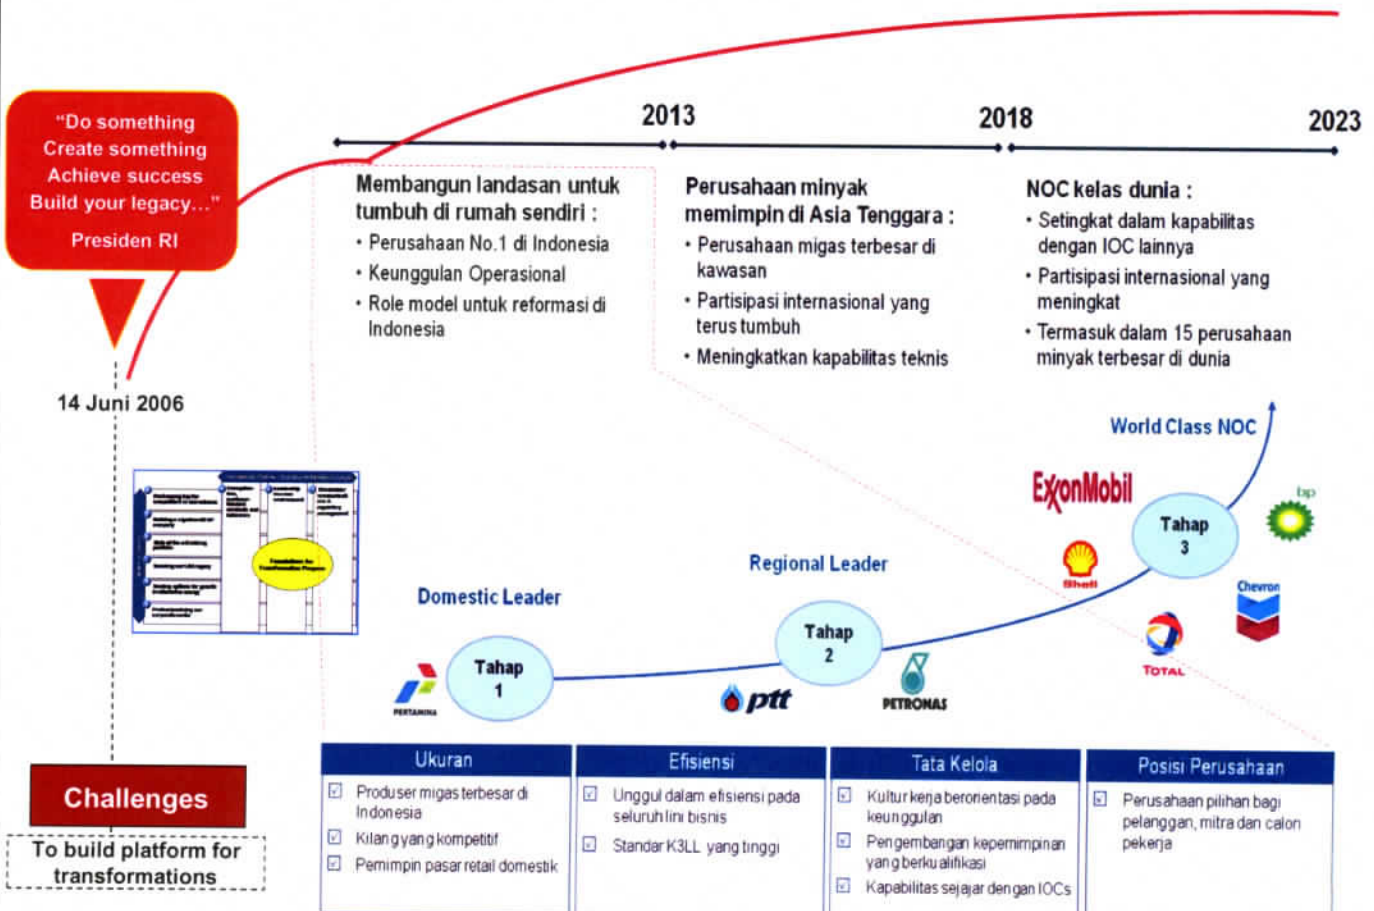 "Do something
Create something
Achieve success
Build your legacy..."
Presiden RI
14 Juni 2006
2013
2018
2023
Membangun landasan untuk
tumbuh di rumah sendiri :
• Perusahaan No.1 di Indonesia
• Keunggulan Operasional
• Role model untuk reformasi di
Indonesia
Perusahaan minyak
memimpin di Asia Tenggara :
• Perusahaan migas terbesar di
kawasan
• Partisipasi internasional yang
terus tumbuh
• Meningkatkan kapabilitas teknis
NOC kelas dunia :
• Setingkat dalam kapabilitas
dengan IOC lainnya
• Partisipasi internasional yang
meningkat
• Termasuk dalam 15 perusahaan
minyak terbesar di dunia
World Class NOC
ExxonMobil
bp
Tahap
3
Shell
Chevron
TOTAL
Regional Leader
Tahap
2
ptt
PETRONAS
Domestic Leader
Tahap
1
PERTAMINA
Challenges
To build platform for
transformations
Ukuran
Produser migas terbesar di
Indonesia
Kilang yang kompetitif
Pemimpin pasar retail domestik
Efisiensi
Unggul dalam efisiensi pada
seluruh lini bisnis
Standar K3LL yang tinggi
Tata Kelola
Kultur kerja berorientasi pada
keunggulan
Pengembangan kepemimpinan
yang berkualifikasi
Kapabilitas sejajar dengan IOCs
Posisi Perusahaan
Perusahaan pilihan bagi
pelanggan, mitra dan calon
pekerja